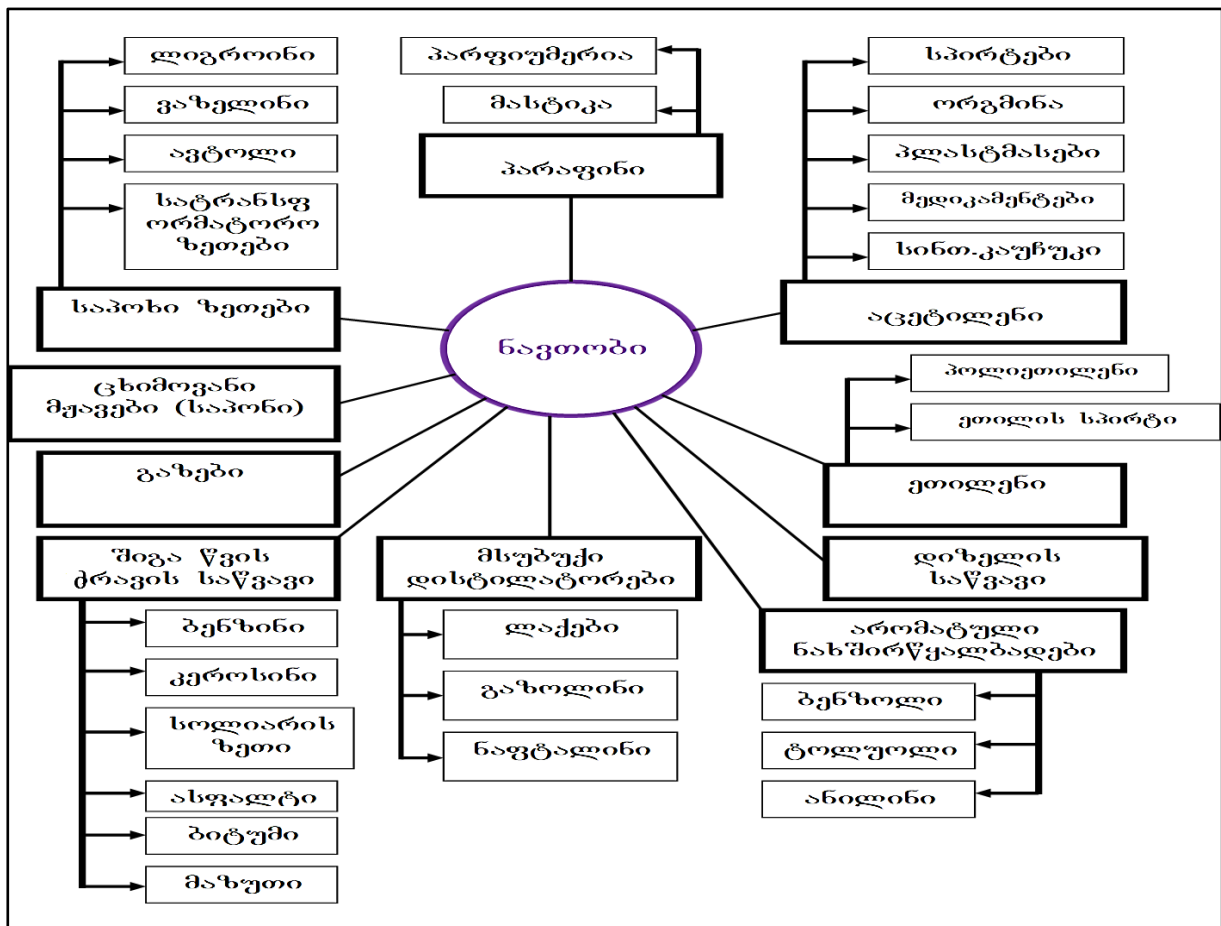 ლიგროინი
ვაზელინი
ავტოლი
სატრანსფ
ორმატორო
ზეთები
საპოხი ზეთები
პარფიუმერია
მასტიკა
პარაფინი
სპირტები
ორგმინა
პლასტმასები
მედიკამენტები
სინთ.კაუჩუკი
აცეტილენი
ნავთობი
ცხიმოვანი
მჟავები (საპონი)
გაზები
პოლიეთილენი
ეთილის სპირტი
ეთილენი
შიგა წვის
ძრავის საწვავი
ბენზინი
კეროსინი
სოლიარის
ზეთი
ასფალტი
ბიტუმი
მაზუთი
მსუბუქი
დისტილატორები
ლაქები
გაზოლინი
ნაფტალინი
დიზელის
საწვავი
არომატული
ნახშირწყალბადები
ბენზოლი
ტოლუოლი
ანილინი